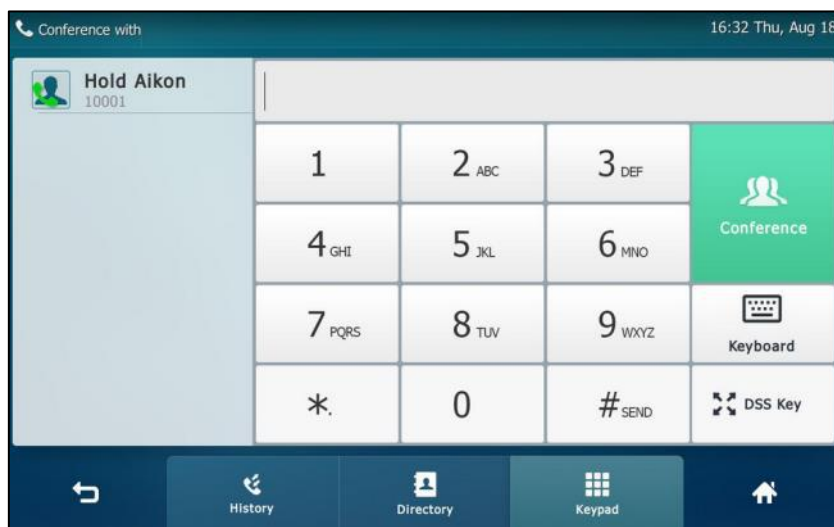 Conference with
16:32 Thu, Aug 18
Hold Aikon
10001
1
2 ABC
3 DEF
Conference
4 GHI
5 JKL
6 MNO
7 PQRS
8 TUV
9 WXYZ
Keyboard
*.
0
# SEND
DSS Key
History
Directory
Keypad